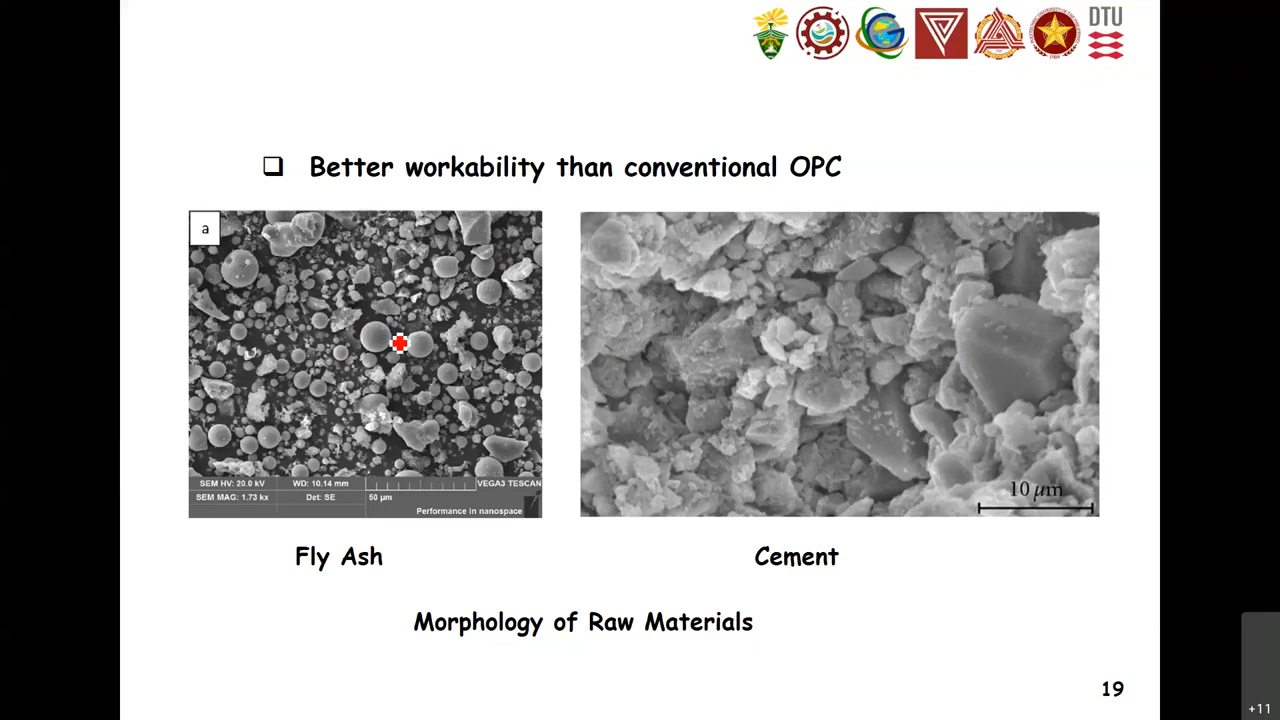 DTU
❑ Better workability than conventional OPC
a
SEM HV: 20.0 kV WD: 10.14 mm VEGA3 TESCAN
SEM MAG: 1.73 kx Det: SE 50 µm
Performance in nanospace
10 µm
Fly Ash Cement
Morphology of Raw Materials
19
+11